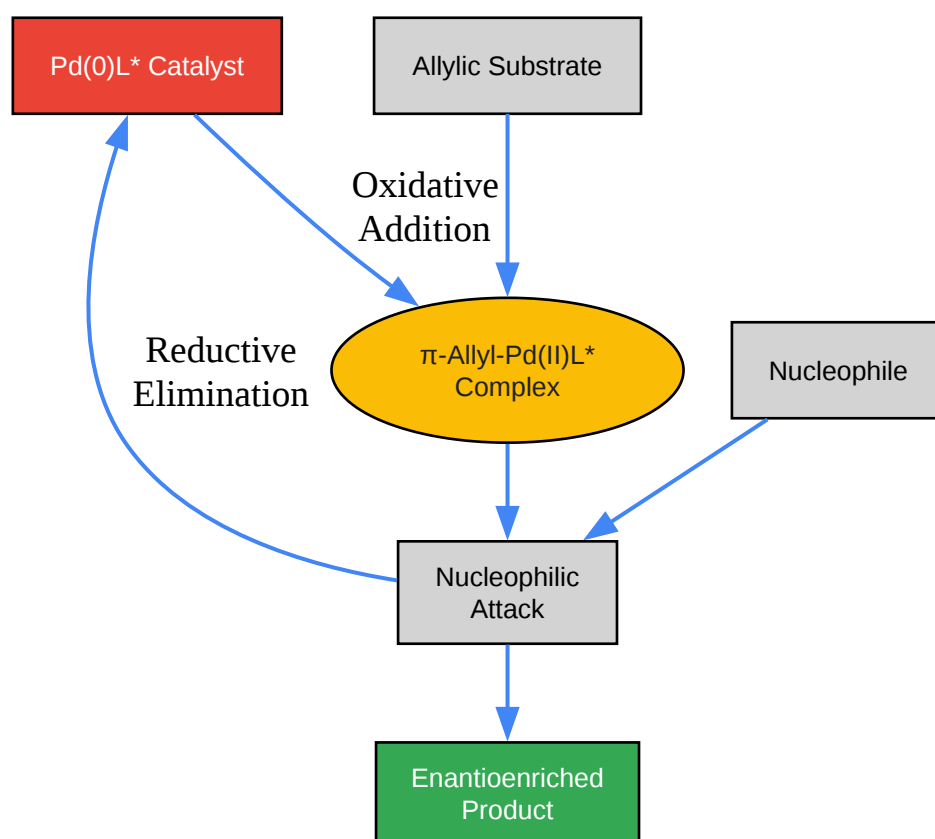 Pd(0)L* Catalyst
Allylic Substrate
Oxidative
Addition
Reductive
Elimination
π-Allyl-Pd(II)L*
Complex
Nucleophile
Nucleophilic
Attack
Enantioenriched
Product